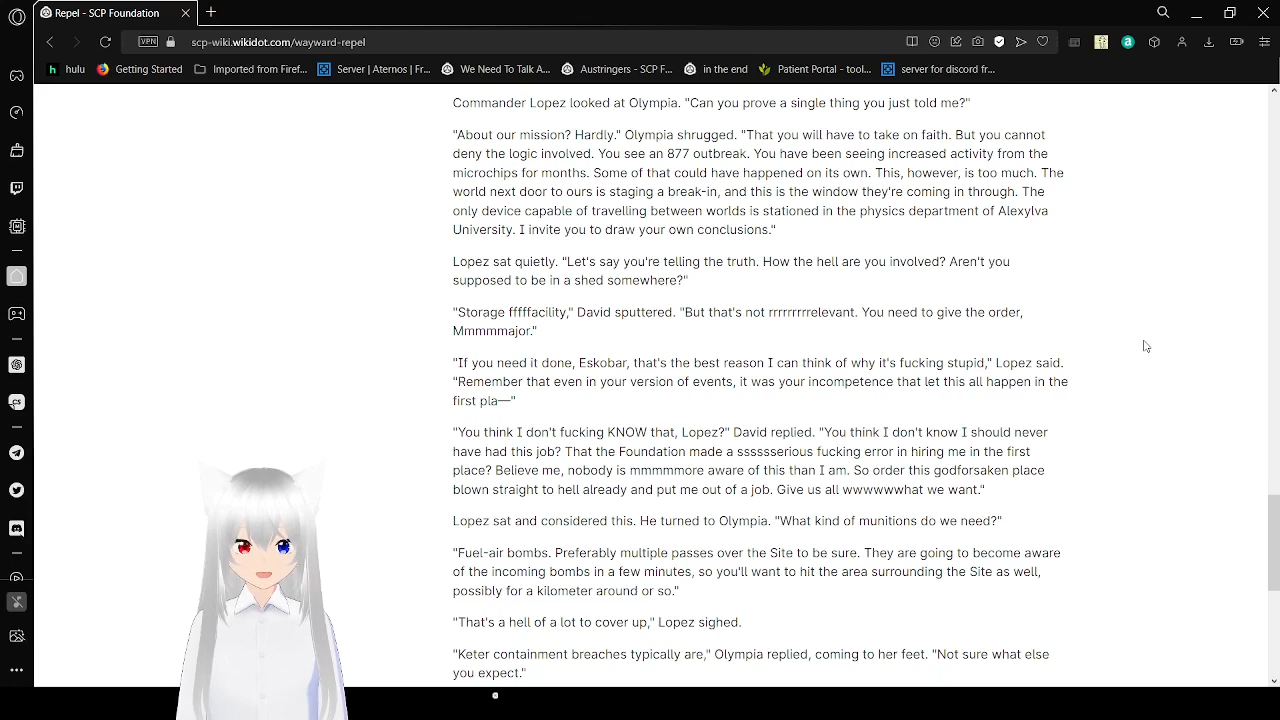 Repel - SCP Foundation
VPN
scp-wiki.wikidot.com/wayward-repel
a
h hulu
Getting Started
Imported from Firef...
Server | Aternos | Fr...
We Need To Talk A...
Austringers - SCP F...
in the end
Patient Portal - tool...
server for discord fr...
Commander Lopez looked at Olympia. "Can you prove a single thing you just told me?"
"About our mission? Hardly." Olympia shrugged. "That you will have to take on faith. But you cannot
deny the logic involved. You see an 877 outbreak. You have been seeing increased activity from the
microchips for months. Some of that could have happened on its own. This, however, is too much. The
world next door to ours is staging a break-in, and this is the window they're coming in through. The
only device capable of travelling between worlds is stationed in the physics department of Alexylva
University. I invite you to draw your own conclusions."
Lopez sat quietly. "Let's say you're telling the truth. How the hell are you involved? Aren't you
supposed to be in a shed somewhere?"
"Storage fffffacility," David sputtered. "But that's not rrrrrrrrrelevant. You need to give the order,
Mmmmmajor."
"If you need it done, Eskobar, that's the best reason I can think of why it's fucking stupid," Lopez said.
"Remember that even in your version of events, it was your incompetence that let this all happen in the
first pla—"
"You think I don't fucking KNOW that, Lopez?" David replied. "You think I don't know I should never
have had this job? That the Foundation made a sssssserious fucking error in hiring me in the first
place? Believe me, nobody is mmmmmore aware of this than I am. So order this godforsaken place
blown straight to hell already and put me out of a job. Give us all wwwwwwhat we want."
Lopez sat and considered this. He turned to Olympia. "What kind of munitions do we need?"
"Fuel-air bombs. Preferably multiple passes over the Site to be sure. They are going to become aware
of the incoming bombs in a few minutes, so you'll want to hit the area surrounding the Site as well,
possibly for a kilometer around or so."
"That's a hell of a lot to cover up," Lopez sighed.
"Keter containment breaches typically are," Olympia replied, coming to her feet. "Not sure what else
you expect."